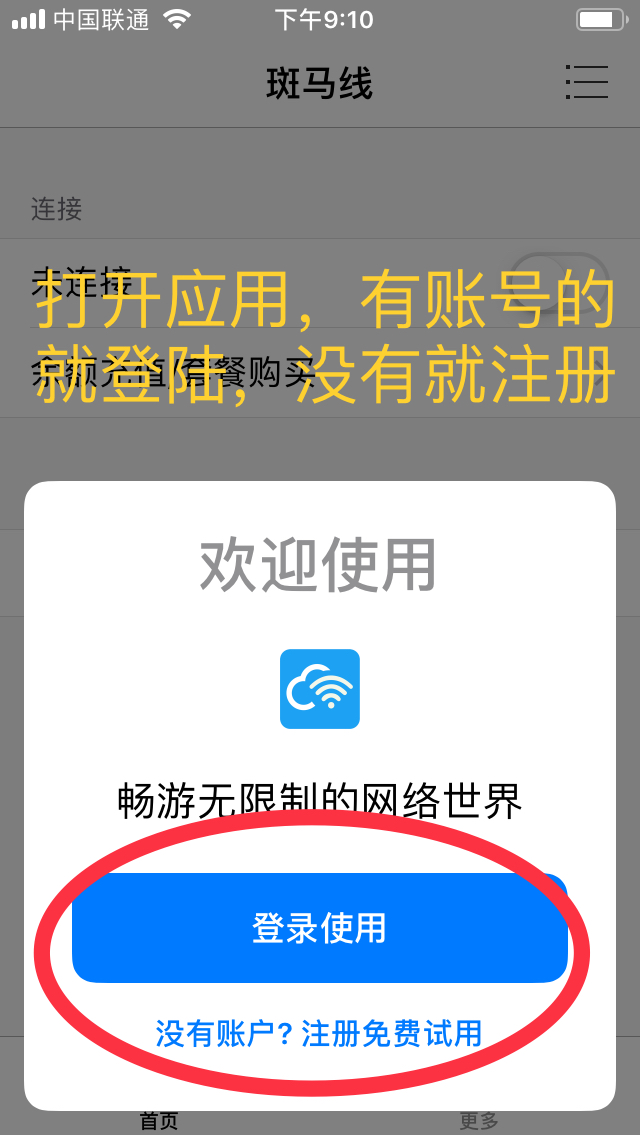 中国联通
下午9:10
斑马线
连接
未连接
打开应用，有账号的
余额充值/套餐购买
就登陆，没有就注册
欢迎使用
畅游无限制的网络世界
登录使用
没有账户? 注册免费试用
首页
更多